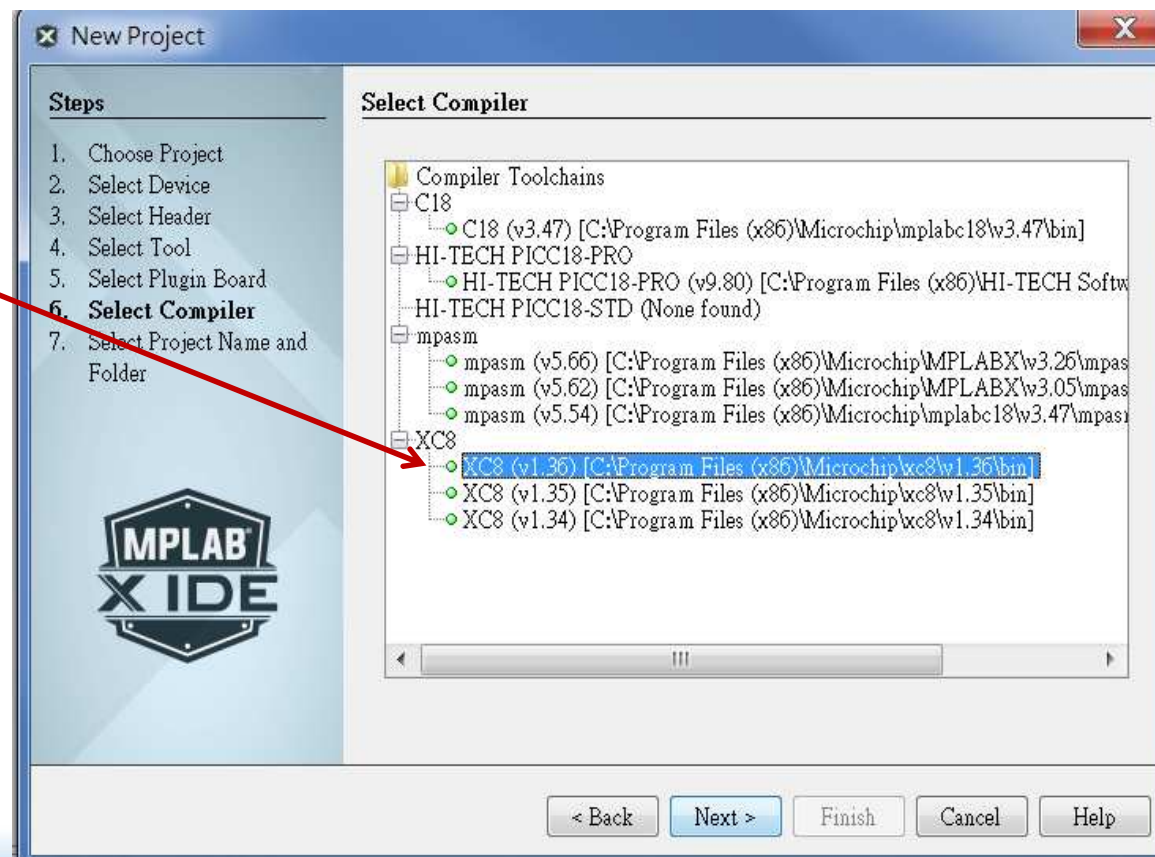 New Project
Steps
1. Choose Project
2. Select Device
3. Select Header
4. Select Tool
5. Select Plugin Board
6. Select Compiler
7. Select Project Name and
Folder
MPLAB
X IDE
Select Compiler
Compiler Toolchains
C18
C18 (v3.47) [C:\Program Files (x86)\Microchip\mplabc18\v3.47\bin]
HI-TECH PICC18-PRO
HI-TECH PICC18-PRO (v9.80) [C:\Program Files (x86)\HI-TECH Softw
HI-TECH PICC18-STD (None found)
mpasm
mpasm (v5.66) [C:\Program Files (x86)\Microchip\MPLABX\v3.26\mpas
mpasm (v5.62) [C:\Program Files (x86)\Microchip\MPLABX\v3.05\mpas
mpasm (v5.54) [C:\Program Files (x86)\Microchip\mplabc18\v3.47\mpasm
XC8
XC8 (v1.36) [C:\Program Files (x86)\Microchip\xc8\v1.36\bin]
XC8 (v1.35) [C:\Program Files (x86)\Microchip\xc8\v1.35\bin]
XC8 (v1.34) [C:\Program Files (x86)\Microchip\xc8\v1.34\bin]
< Back
Next >
Finish
Cancel
Help